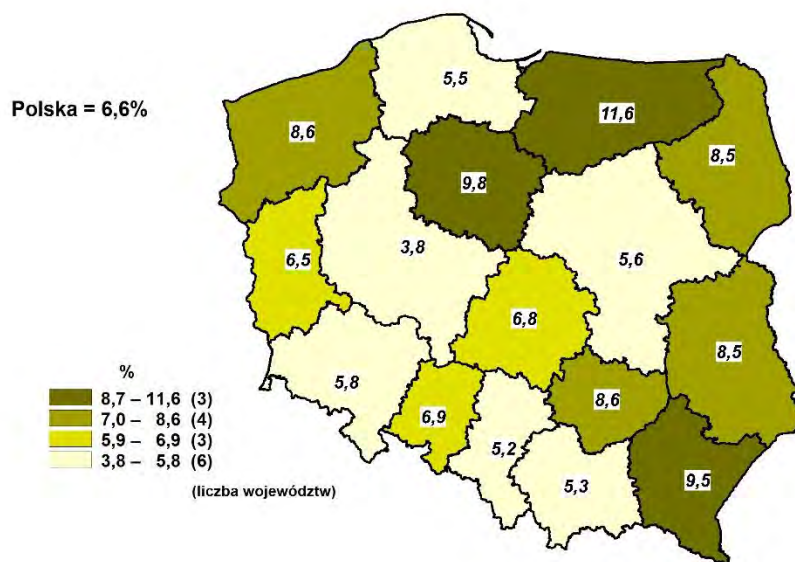 5,5
Polska = 6,6%
11,6
8,6
8,5
9,8
3,8
5,6
6,5
6,8
8,5
%
5,8
8,7 – 11,6 (3)
7,0 – 8,6 (4)
8,6
6,9
5,9 – 6,9 (3)
3,8 – 5,8 (6)
5,2
9,5
5,3
(liczba województw)